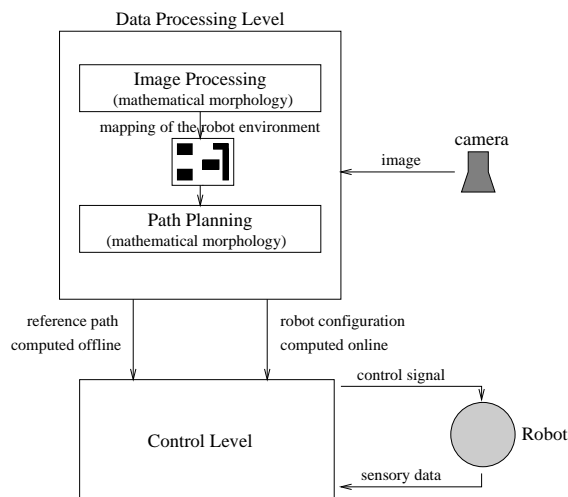 Data Processing Level
Image Processing
(mathematical morphology)
mapping of the robot environment
camera
image
Path Planning
(mathematical morphology)
reference path
computed offline
robot configuration
computed online
control signal
Control Level
Robot
sensory data